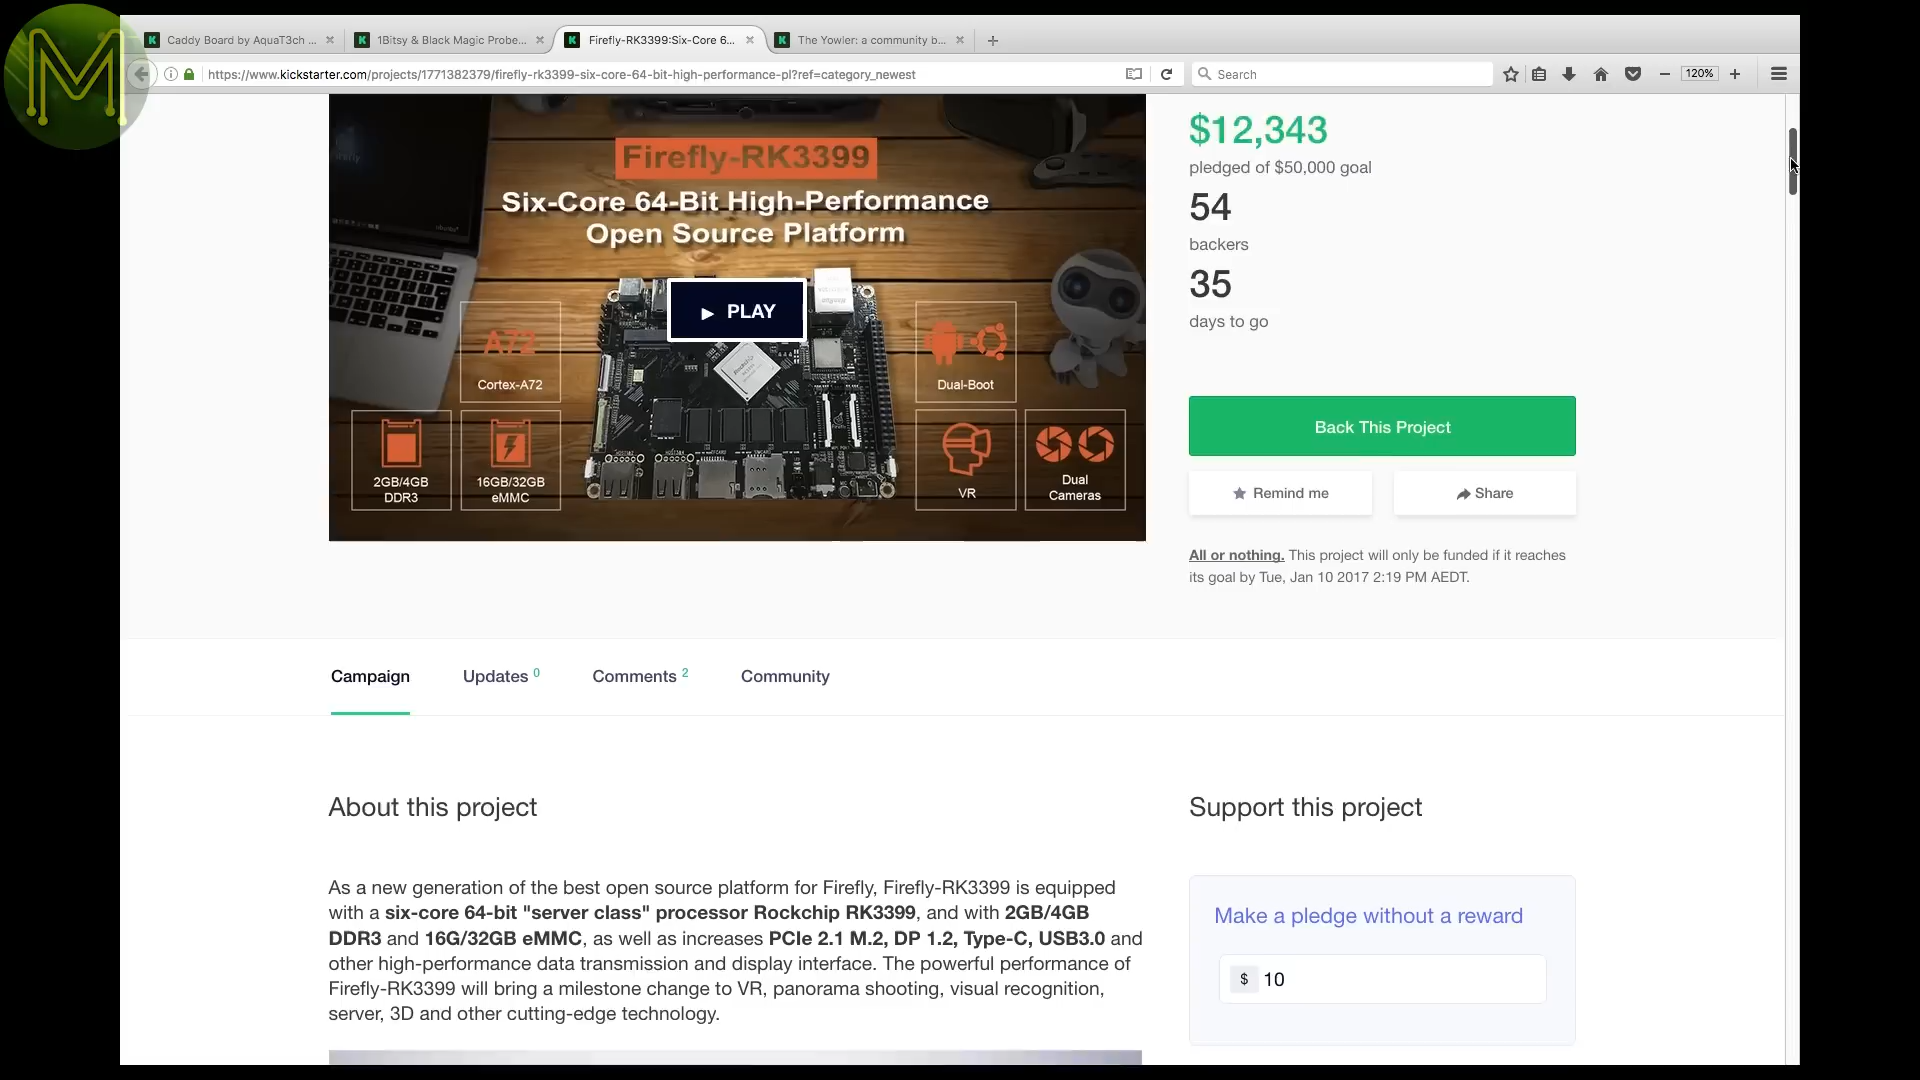 M
Caddy Board by AquaT3ch ...
1Bitsy & Black Magic Probe...
Firefly-RK3399:Six-Core 6...
The Yowler: a community b...
https://www.kickstarter.com/projects/1771382379/firefly-rk3399-six-core-64-bit-high-performance-pl?ref=category_newest
Search
120%
Firefly-RK3399
Six-Core 64-Bit High-Performance
Open Source Platform
PLAY
A72
Cortex-A72
Dual-Boot
2GB/4GB
DDR3
16GB/32GB
eMMC
VR
Dual
Cameras
$12,343
pledged of $50,000 goal
54
backers
35
days to go
Back This Project
Remind me
Share
All or nothing. This project will only be funded if it reaches
its goal by Tue, Jan 10 2017 2:19 PM AEDT.
Campaign
Updates 0
Comments 2
Community
About this project
As a new generation of the best open source platform for Firefly, Firefly-RK3399 is equipped
with a six-core 64-bit "server class" processor Rockchip RK3399, and with 2GB/4GB
DDR3 and 16G/32GB eMMC, as well as increases PCIe 2.1 M.2, DP 1.2, Type-C, USB3.0 and
other high-performance data transmission and display interface. The powerful performance of
Firefly-RK3399 will bring a milestone change to VR, panorama shooting, visual recognition,
server, 3D and other cutting-edge technology.
Support this project
Make a pledge without a reward
$ 10